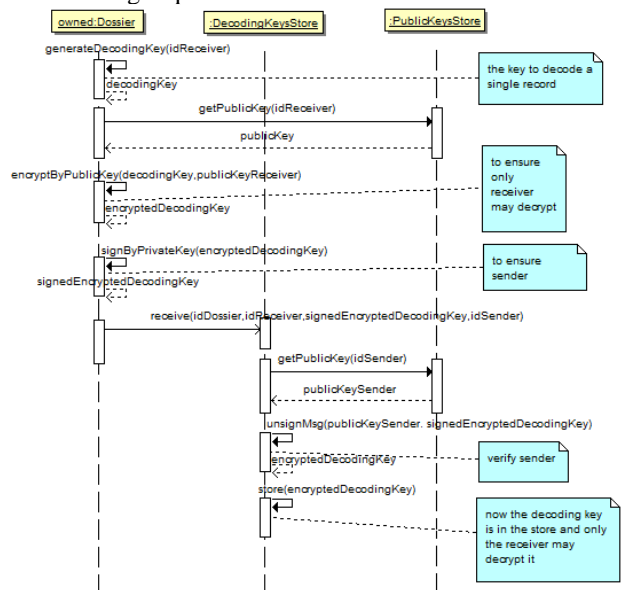 owned:Dossier
:DecodingKeysStore
:PublicKeysStore
generateDecodingKey(idReceiver)
decodingKey
the key to decode a
single record
getPublicKey(idReceiver)
publicKey
encryptByPublicKey(decodingKey,publicKeyReceiver)
encryptedDecodingKey
to ensure
only
receiver
may decrypt
signByPrivateKey(encryptedDecodingKey)
signedEncryptedDecodingKey
to ensure
sender
receive(idDossier,idReceiver,signedEncryptedDecodingKey,idSender)
getPublicKey(idSender)
publicKeySender
unsignMsg(publicKeySender. signedEncryptedDecodingKey)
encryptedDecodingKey
verify sender
store(encryptedDecodingKey)
now the decoding key
is in the store and only
the receiver may
decrypt it